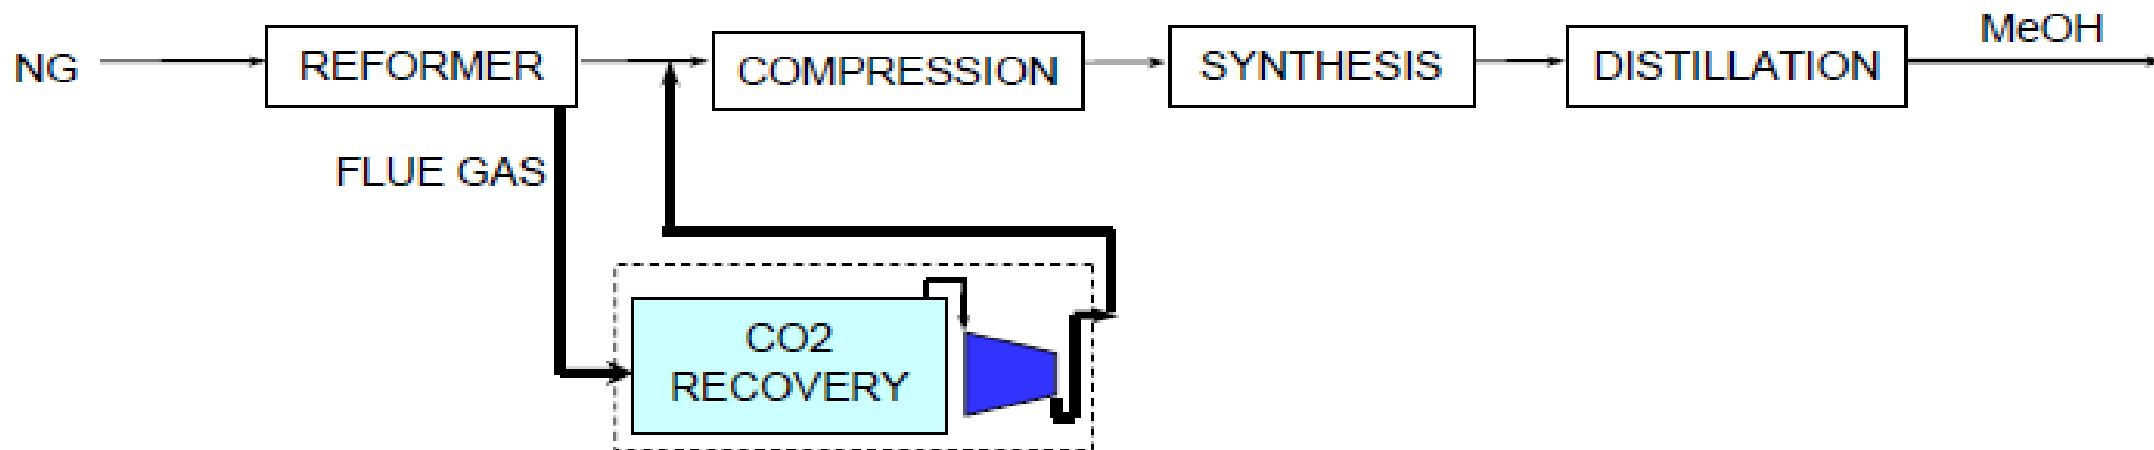 NG
REFORMER
COMPRESSION
SYNTHESIS
DISTILLATION
MeOH
FLUE GAS
CO2
RECOVERY